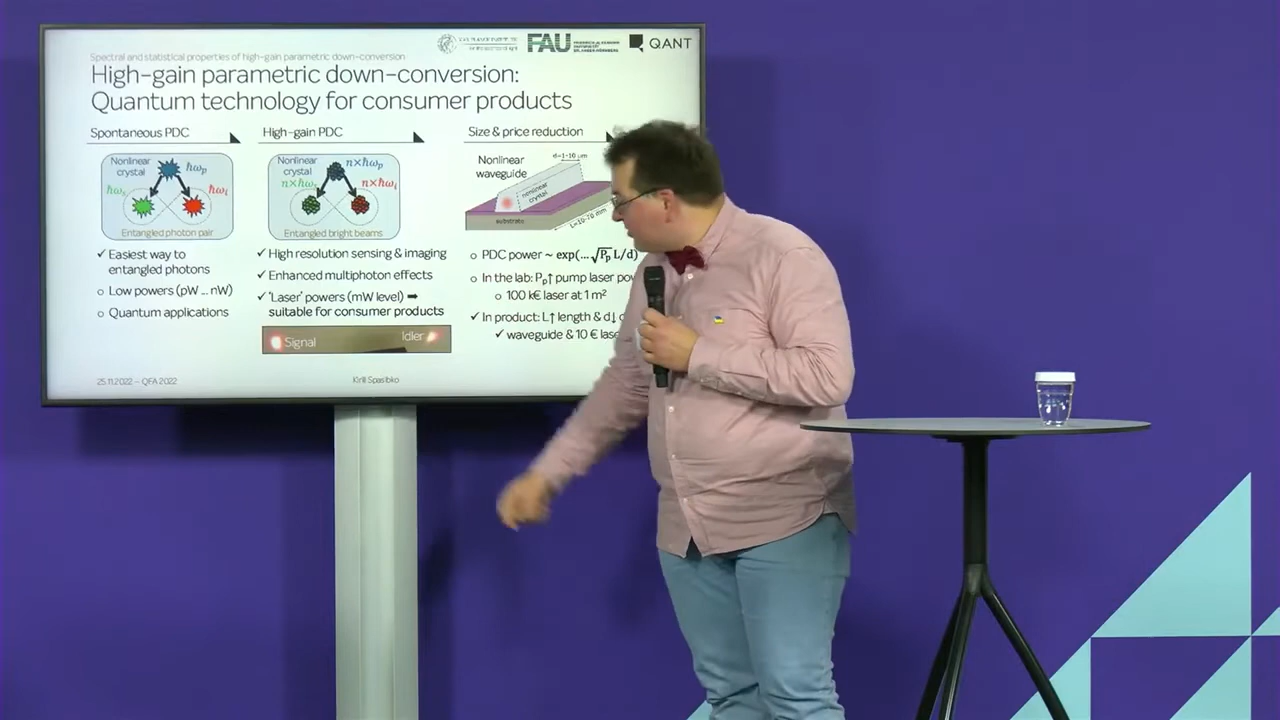 FAU
QANT
Spectral and statistical properties of high-gain parametric down-conversion
High-gain parametric down-conversion:
Quantum technology for consumer products
Spontaneous PDC
Nonlinear
crystal
ħωp
ħωs
ħωi
Entangled photon pair
✓ Easiest way to
entangled photons
○ Low powers (pW ... nW)
○ Quantum applications
High-gain PDC
Nonlinear
crystal
n×ħωp
n×ħωs
n×ħωi
Entangled bright beams
✓ High resolution sensing & imaging
✓ Enhanced multiphoton effects
✓ 'Laser' powers (mW level) ➡
suitable for consumer products
Signal
Idler
Size & price reduction
Nonlinear
waveguide
d=1-10 μm
nonlinear
crystal
substrate
L=10-70 mm
○ PDC power ~ exp(...√Pp L/d)
○ In the lab: Pp↑ pump laser
○ 100 k€ laser at 1 m²
✓ In product: L↑ length & d↓
✓ waveguide & 10 €
25.11.2022 – QFA 2022
Kirill Spasibko